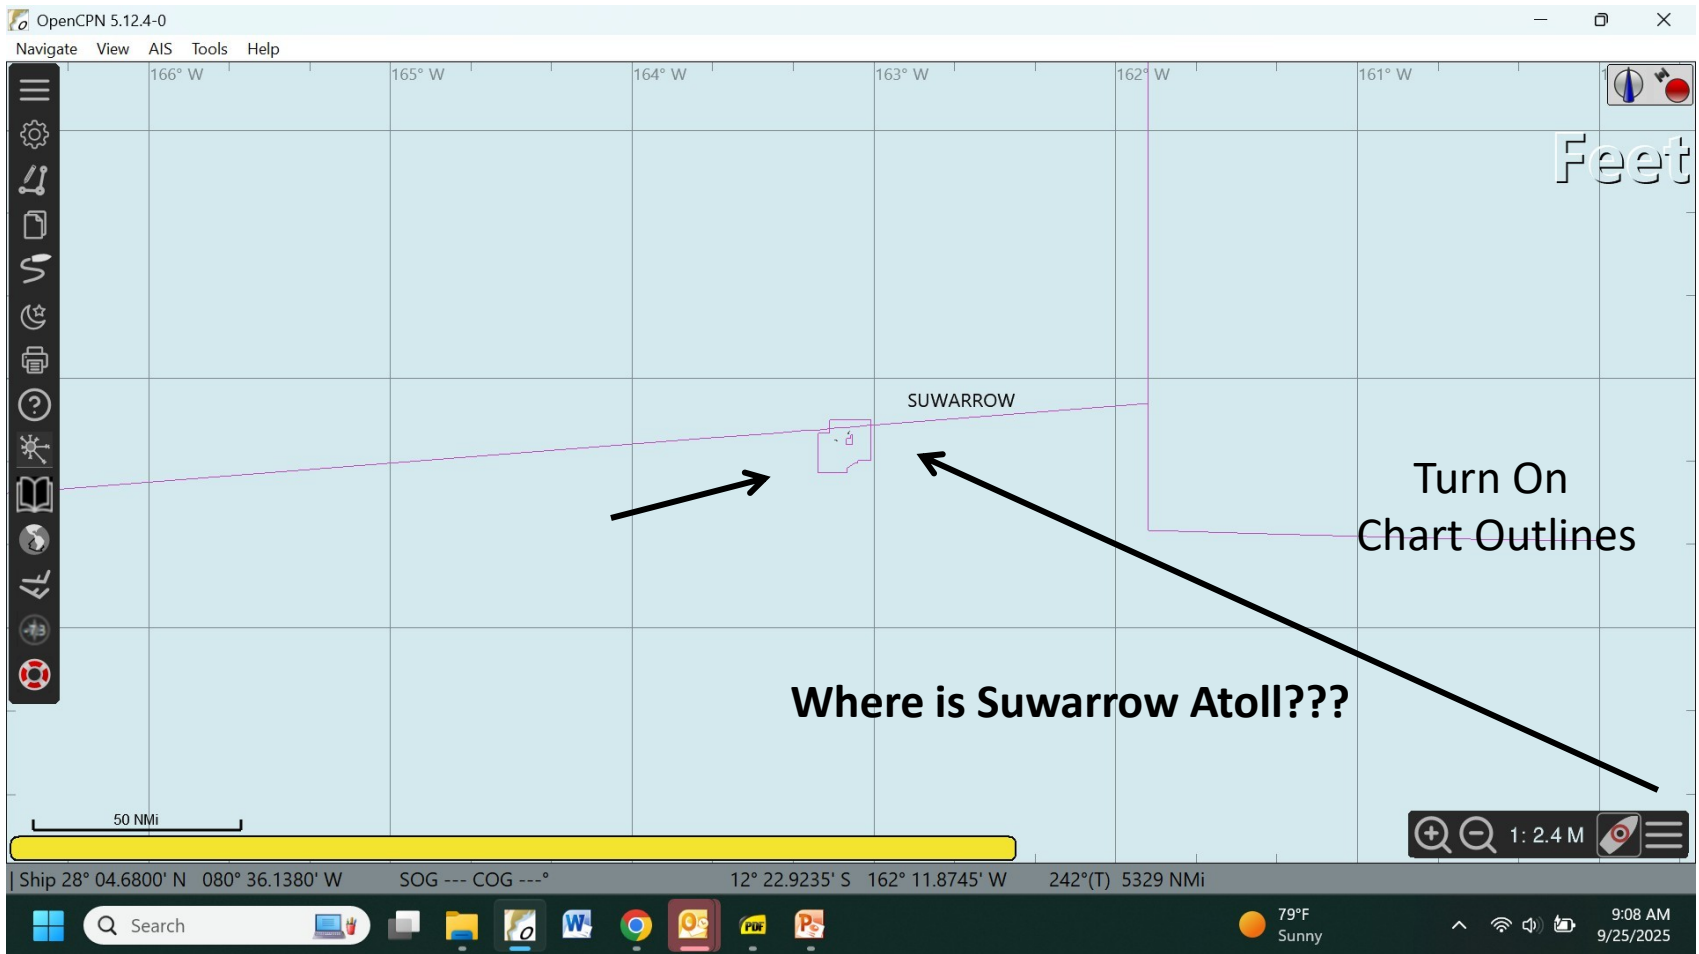 OpenCPN 5.12.4-0
Navigate View AIS Tools Help
166° W 165° W 164° W 163° W 162° W 161° W
Feet
SUWARROW
Turn On
Chart Outlines
Where is Suwarrow Atoll???
50 NMi
1: 2.4 M
| Ship 28° 04.6800' N 080° 36.1380' W SOG --- COG ---° 12° 22.9235' S 162° 11.8745' W 242°(T) 5329 NMi
Search
PDF
79°F
Sunny
9:08 AM
9/25/2025